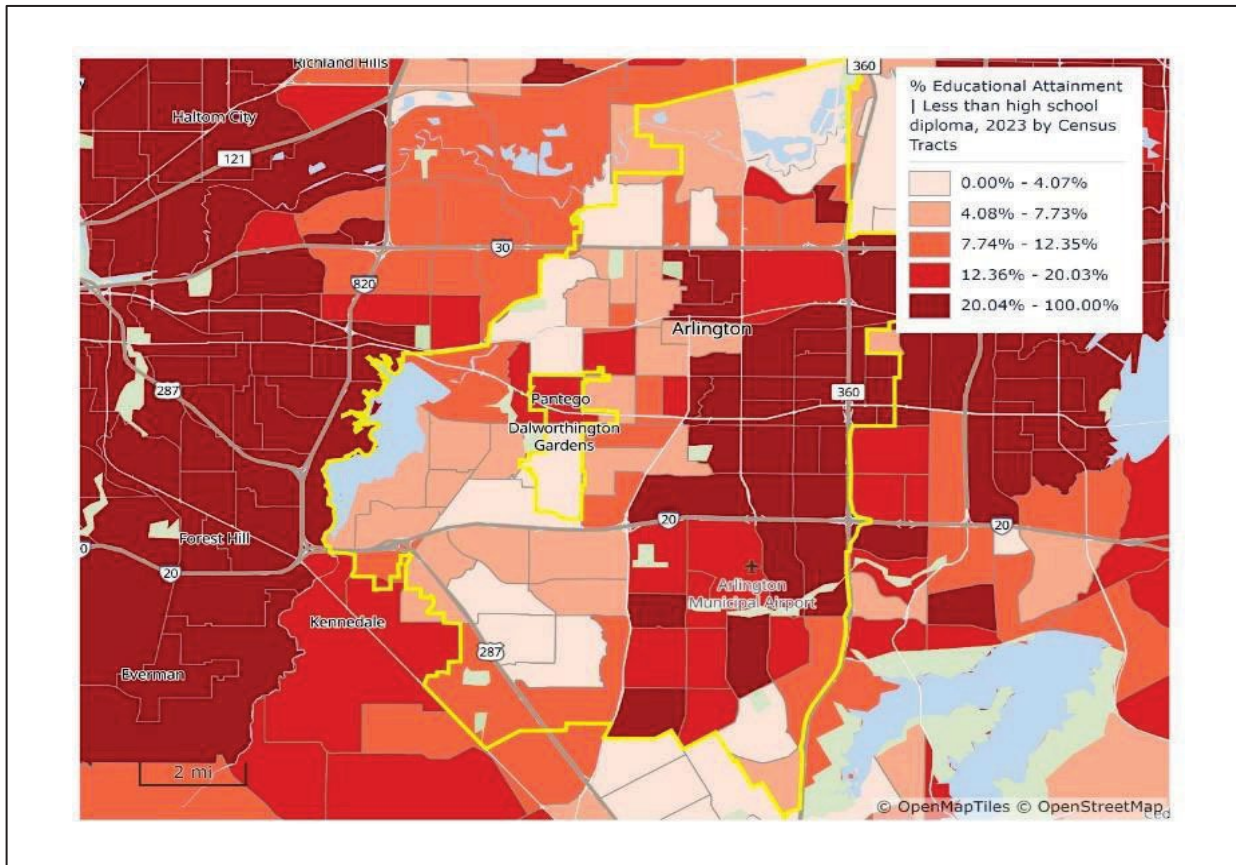 Richland Hills
360
% Educational Attainment
| Less than high school
diploma, 2023 by Census
Tracts
Haltom City
121
0.00% - 4.07%
4.08% - 7.73%
7.74% - 12.35%
12.36% - 20.03%
20.04% - 100.00%
30
820
Arlington
287
360
Pantego
Dalworthington
Gardens
20
20
Forest Hill
0
20
Arlington
Municipal Airport
Kennedale
287
Everman
2 mi
© OpenMapTiles © OpenStreetMap